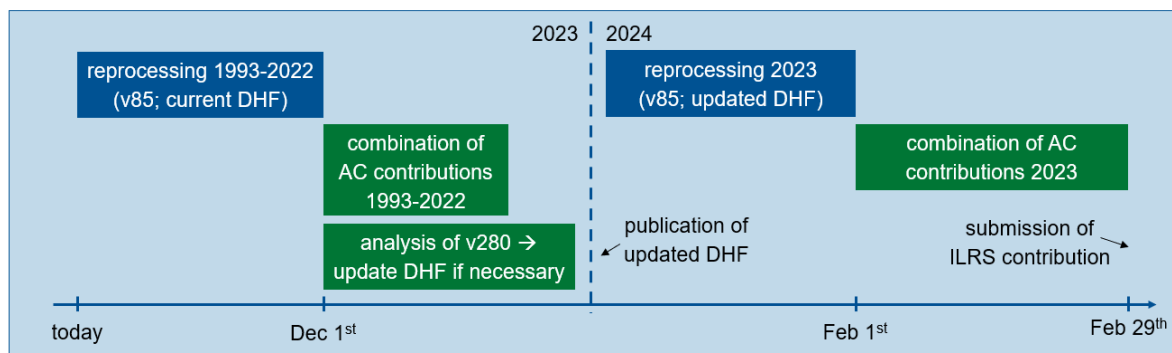 2023
2024
reprocessing 1993-2022
(v85; current DHF)
reprocessing 2023
(v85; updated DHF)
combination of
AC contributions
1993-2022
combination of AC
contributions 2023
analysis of v280 →
update DHF if necessary
publication of
updated DHF
submission of
ILRS contribution
today
Dec 1st
Feb 1st
Feb 29th